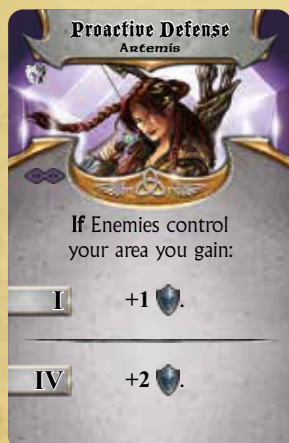 Proactive Defense
Artemis
If Enemies control
your area you gain:
I +1 .
IV +2 .